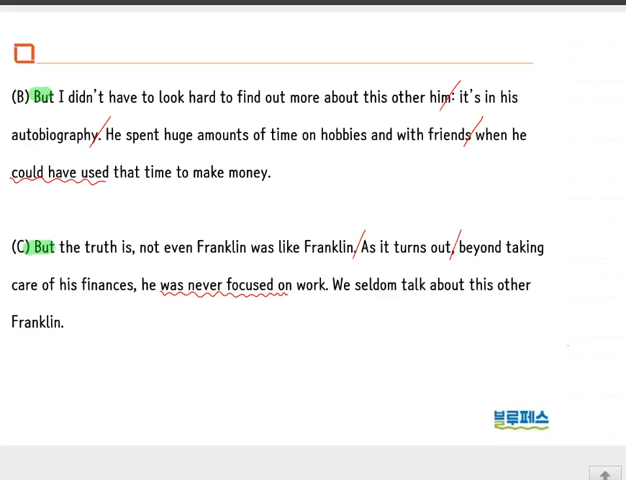 (B) But I didn't have to look hard to find out more about this other him: it's in his
autobiography. He spent huge amounts of time on hobbies and with friends when he
could have used that time to make money.
(C) But the truth is, not even Franklin was like Franklin. As it turns out, beyond taking
care of his finances, he was never focused on work. We seldom talk about this other
Franklin.
블루페스